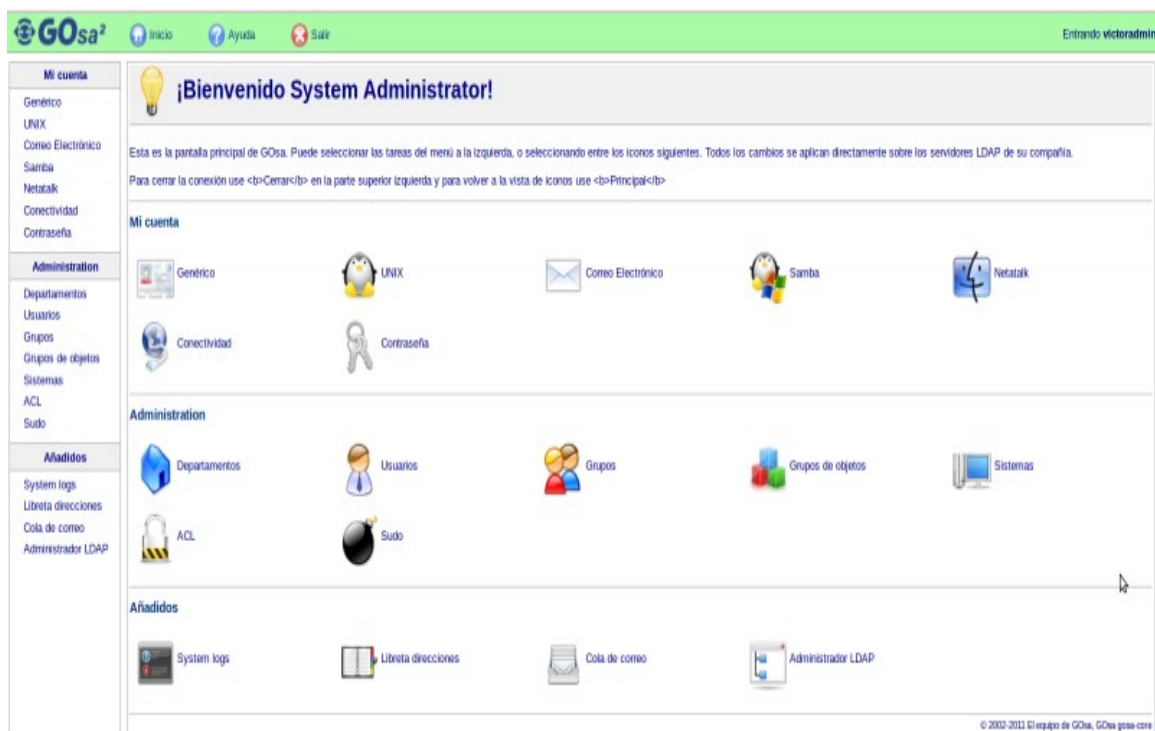 GOsa²
Inicio Ayuda Salir
Entrando victoradmin
Mi cuenta
Genérico
UNIX
Correo Electrónico
Samba
Netatalk
Conectividad
Contraseña
Administration
Departamentos
Usuarios
Grupos
Grupos de objetos
Sistemas
ACL
Sudo
Añadidos
System logs
Libreta direcciones
Cola de correo
Administrador LDAP
¡Bienvenido System Administrator!
Esta es la pantalla principal de GOsa. Puede seleccionar las tareas del menú a la izquierda, o seleccionando entre los iconos siguientes. Todos los cambios se aplican directamente sobre los servidores LDAP de su compañía.
Para cerrar la conexión use <b>Cerrar</b> en la parte superior izquierda y para volver a la vista de iconos use <b>Principal</b>
Mi cuenta
Genérico UNIX Correo Electrónico Samba Netatalk
Conectividad Contraseña
Administration
Departamentos Usuarios Grupos Grupos de objetos Sistemas
ACL Sudo
Añadidos
System logs Libreta direcciones Cola de correo Administrador LDAP
© 2002-2011 El equipo de GOsa, GOsa gosa-core